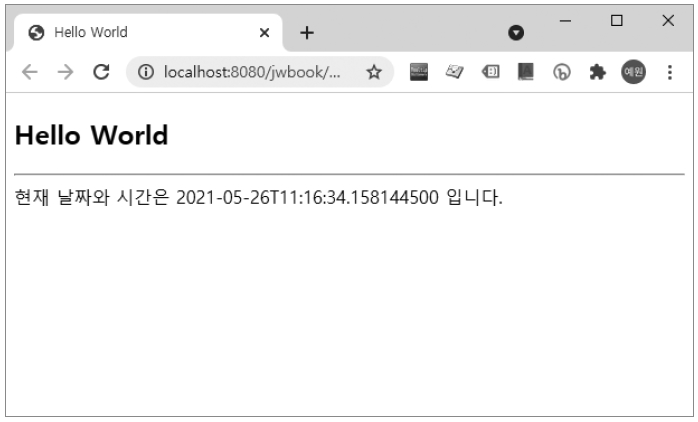 Hello World
localhost:8080/jwbook/...
예원
Hello World
현재 날짜와 시간은 2021-05-26T11:16:34.158144500 입니다.